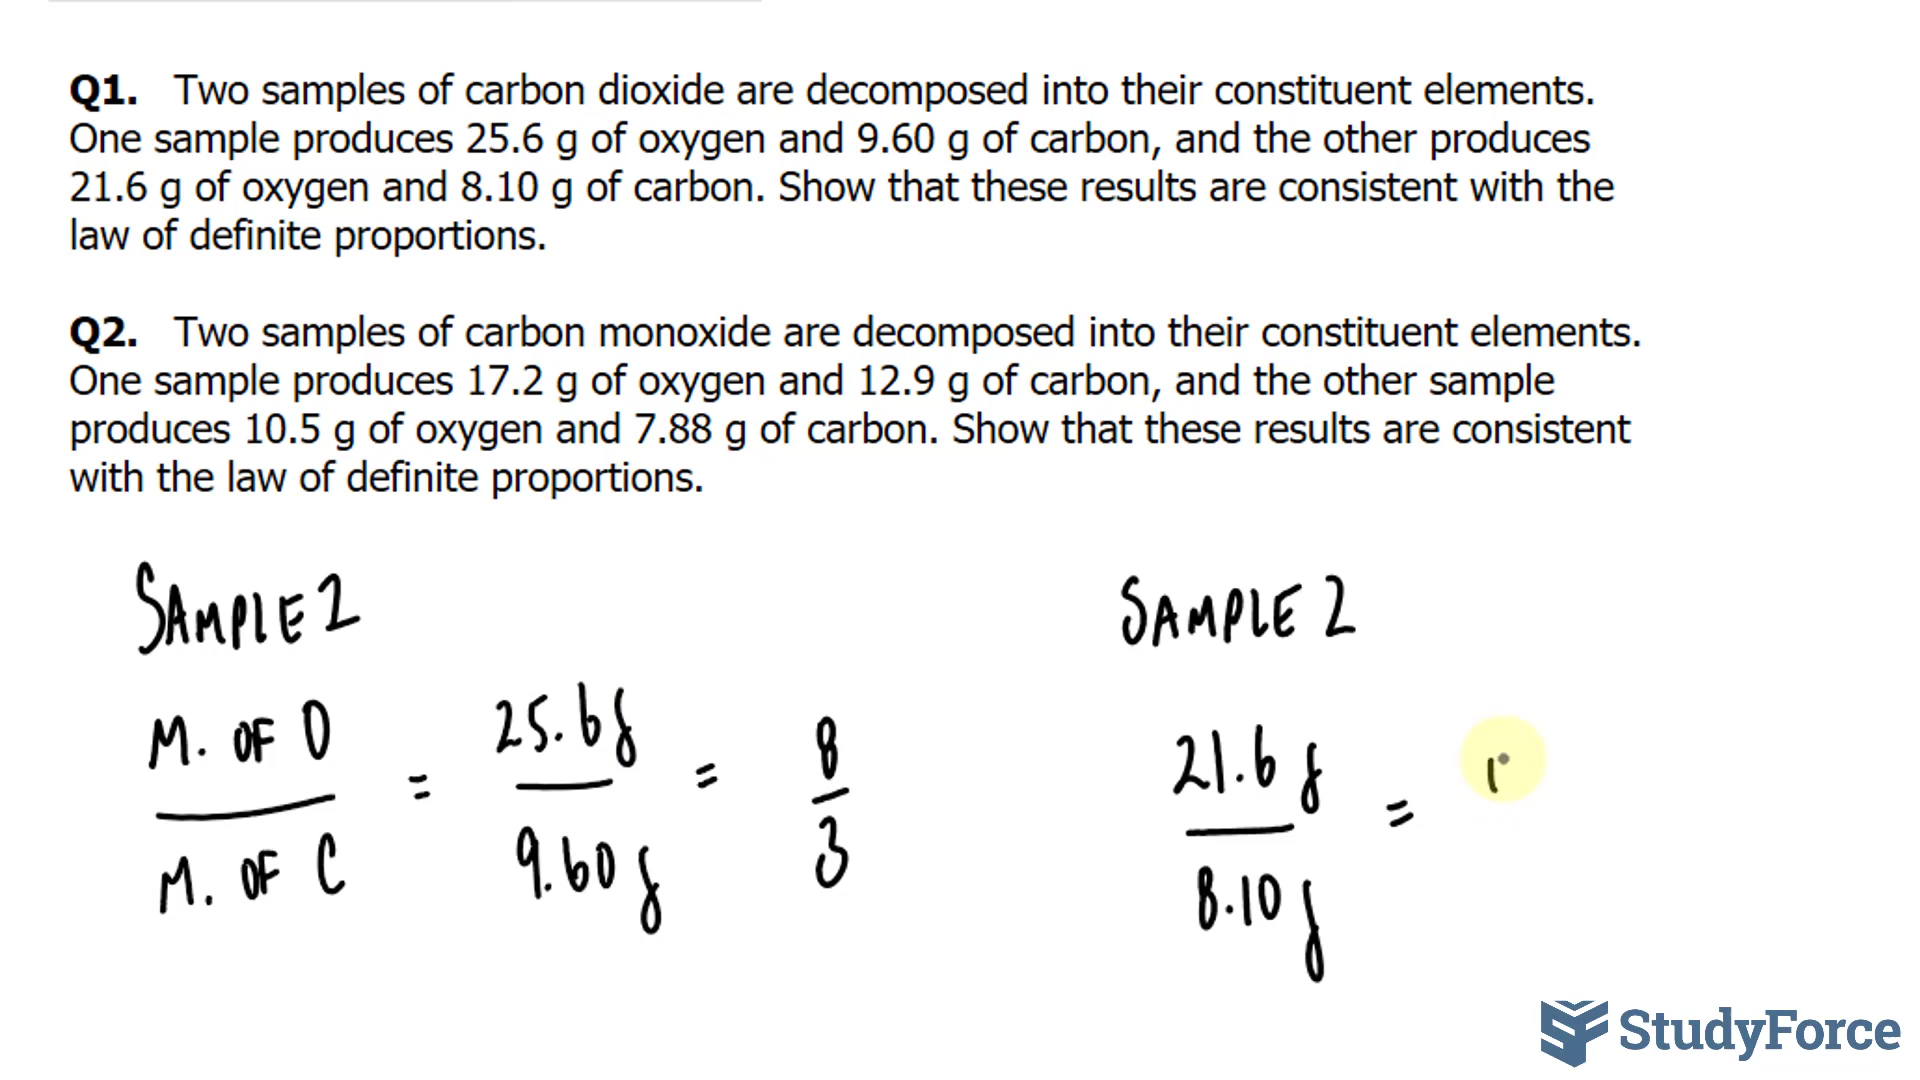 Q1. Two samples of carbon dioxide are decomposed into their constituent elements.
One sample produces 25.6 g of oxygen and 9.60 g of carbon, and the other produces
21.6 g of oxygen and 8.10 g of carbon. Show that these results are consistent with the
law of definite proportions.
Q2. Two samples of carbon monoxide are decomposed into their constituent elements.
One sample produces 17.2 g of oxygen and 12.9 g of carbon, and the other sample
produces 10.5 g of oxygen and 7.88 g of carbon. Show that these results are consistent
with the law of definite proportions.
SAMPLE 1
M. OF O / M. OF C = 25.6 g / 9.60 g = 8 / 3
SAMPLE 2
21.6 g / 8.10 g =
StudyForce